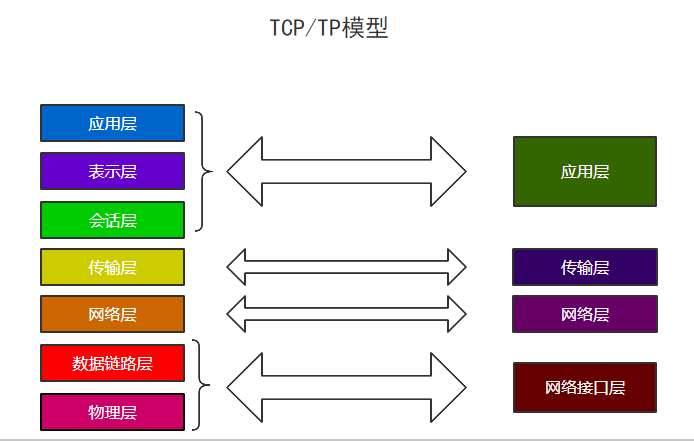 TCP/TP模型
应用层
表示层
会话层
传输层
网络层
数据链路层
物理层
应用层
传输层
网络层
网络接口层